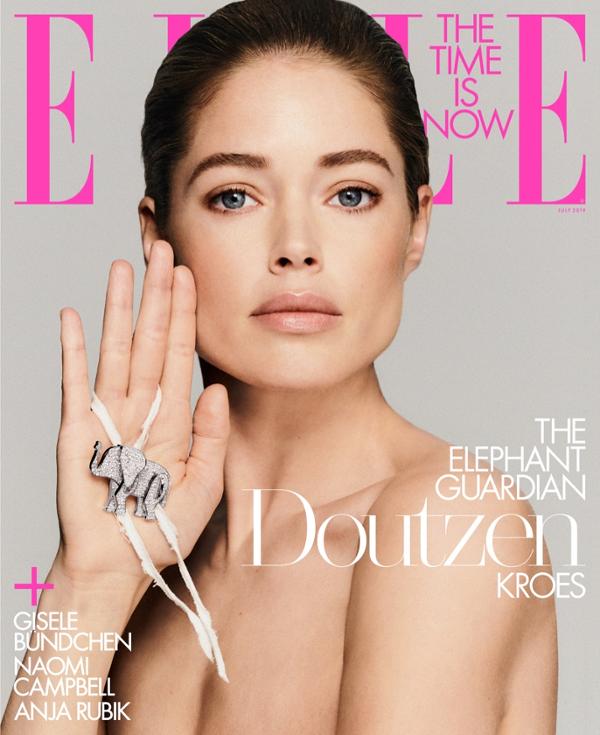 ELLE
THE
TIME
IS
NOW
JULY 2019
THE
ELEPHANT
GUARDIAN
Doutzen
KROES
+
GISELE
BÜNDCHEN
NAOMI
CAMPBELL
ANJA RUBIK